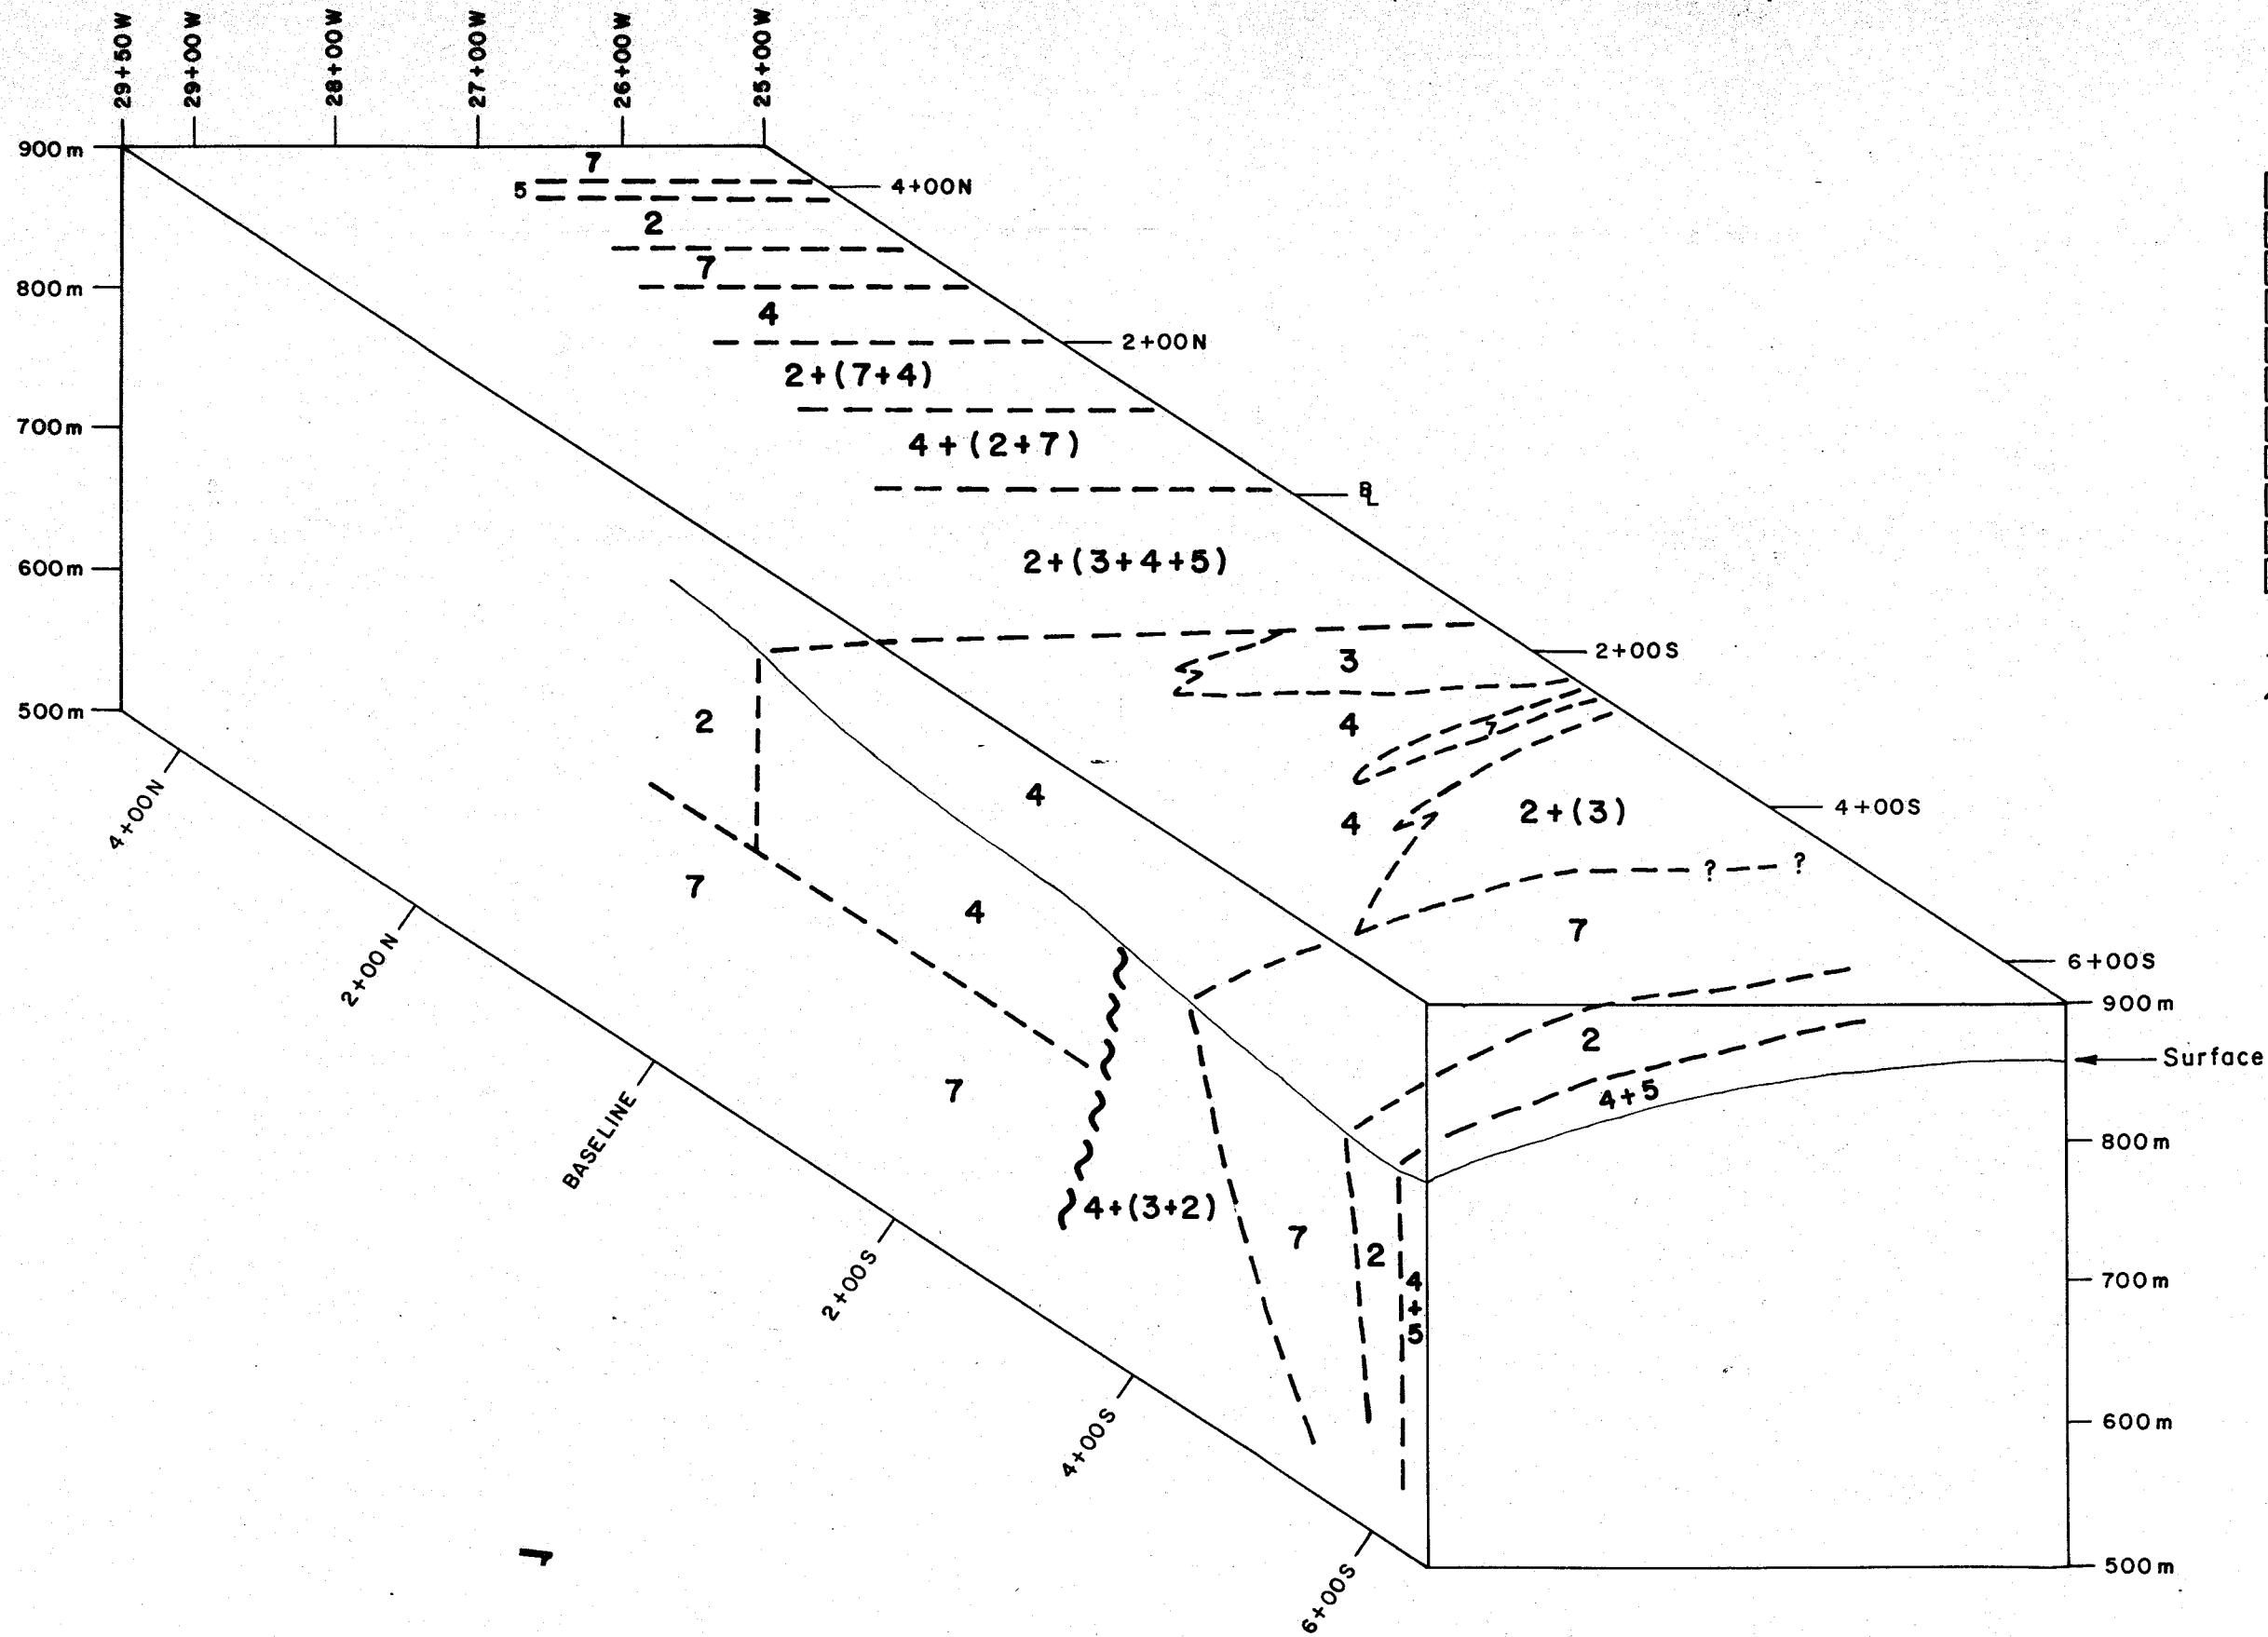 29+50W
29+00W
28+00W
27+00W
26+00W
25+00W
900m
7
5
4+00N
2
7
800m
4
2+00N
2+(7+4)
700m
4+(2+7)
BL
2+(3+4+5)
600m
3
2+00S
500m
2
4
7
4
2+(3)
4+00S
4
4+00N
? ?
7
4
7
6+00S
900m
2+00N
2
Surface
7
4+5
BASELINE
800m
4+(3+2)
7
2
4+5
700m
2+00S
600m
4+00S
500m
6+00S